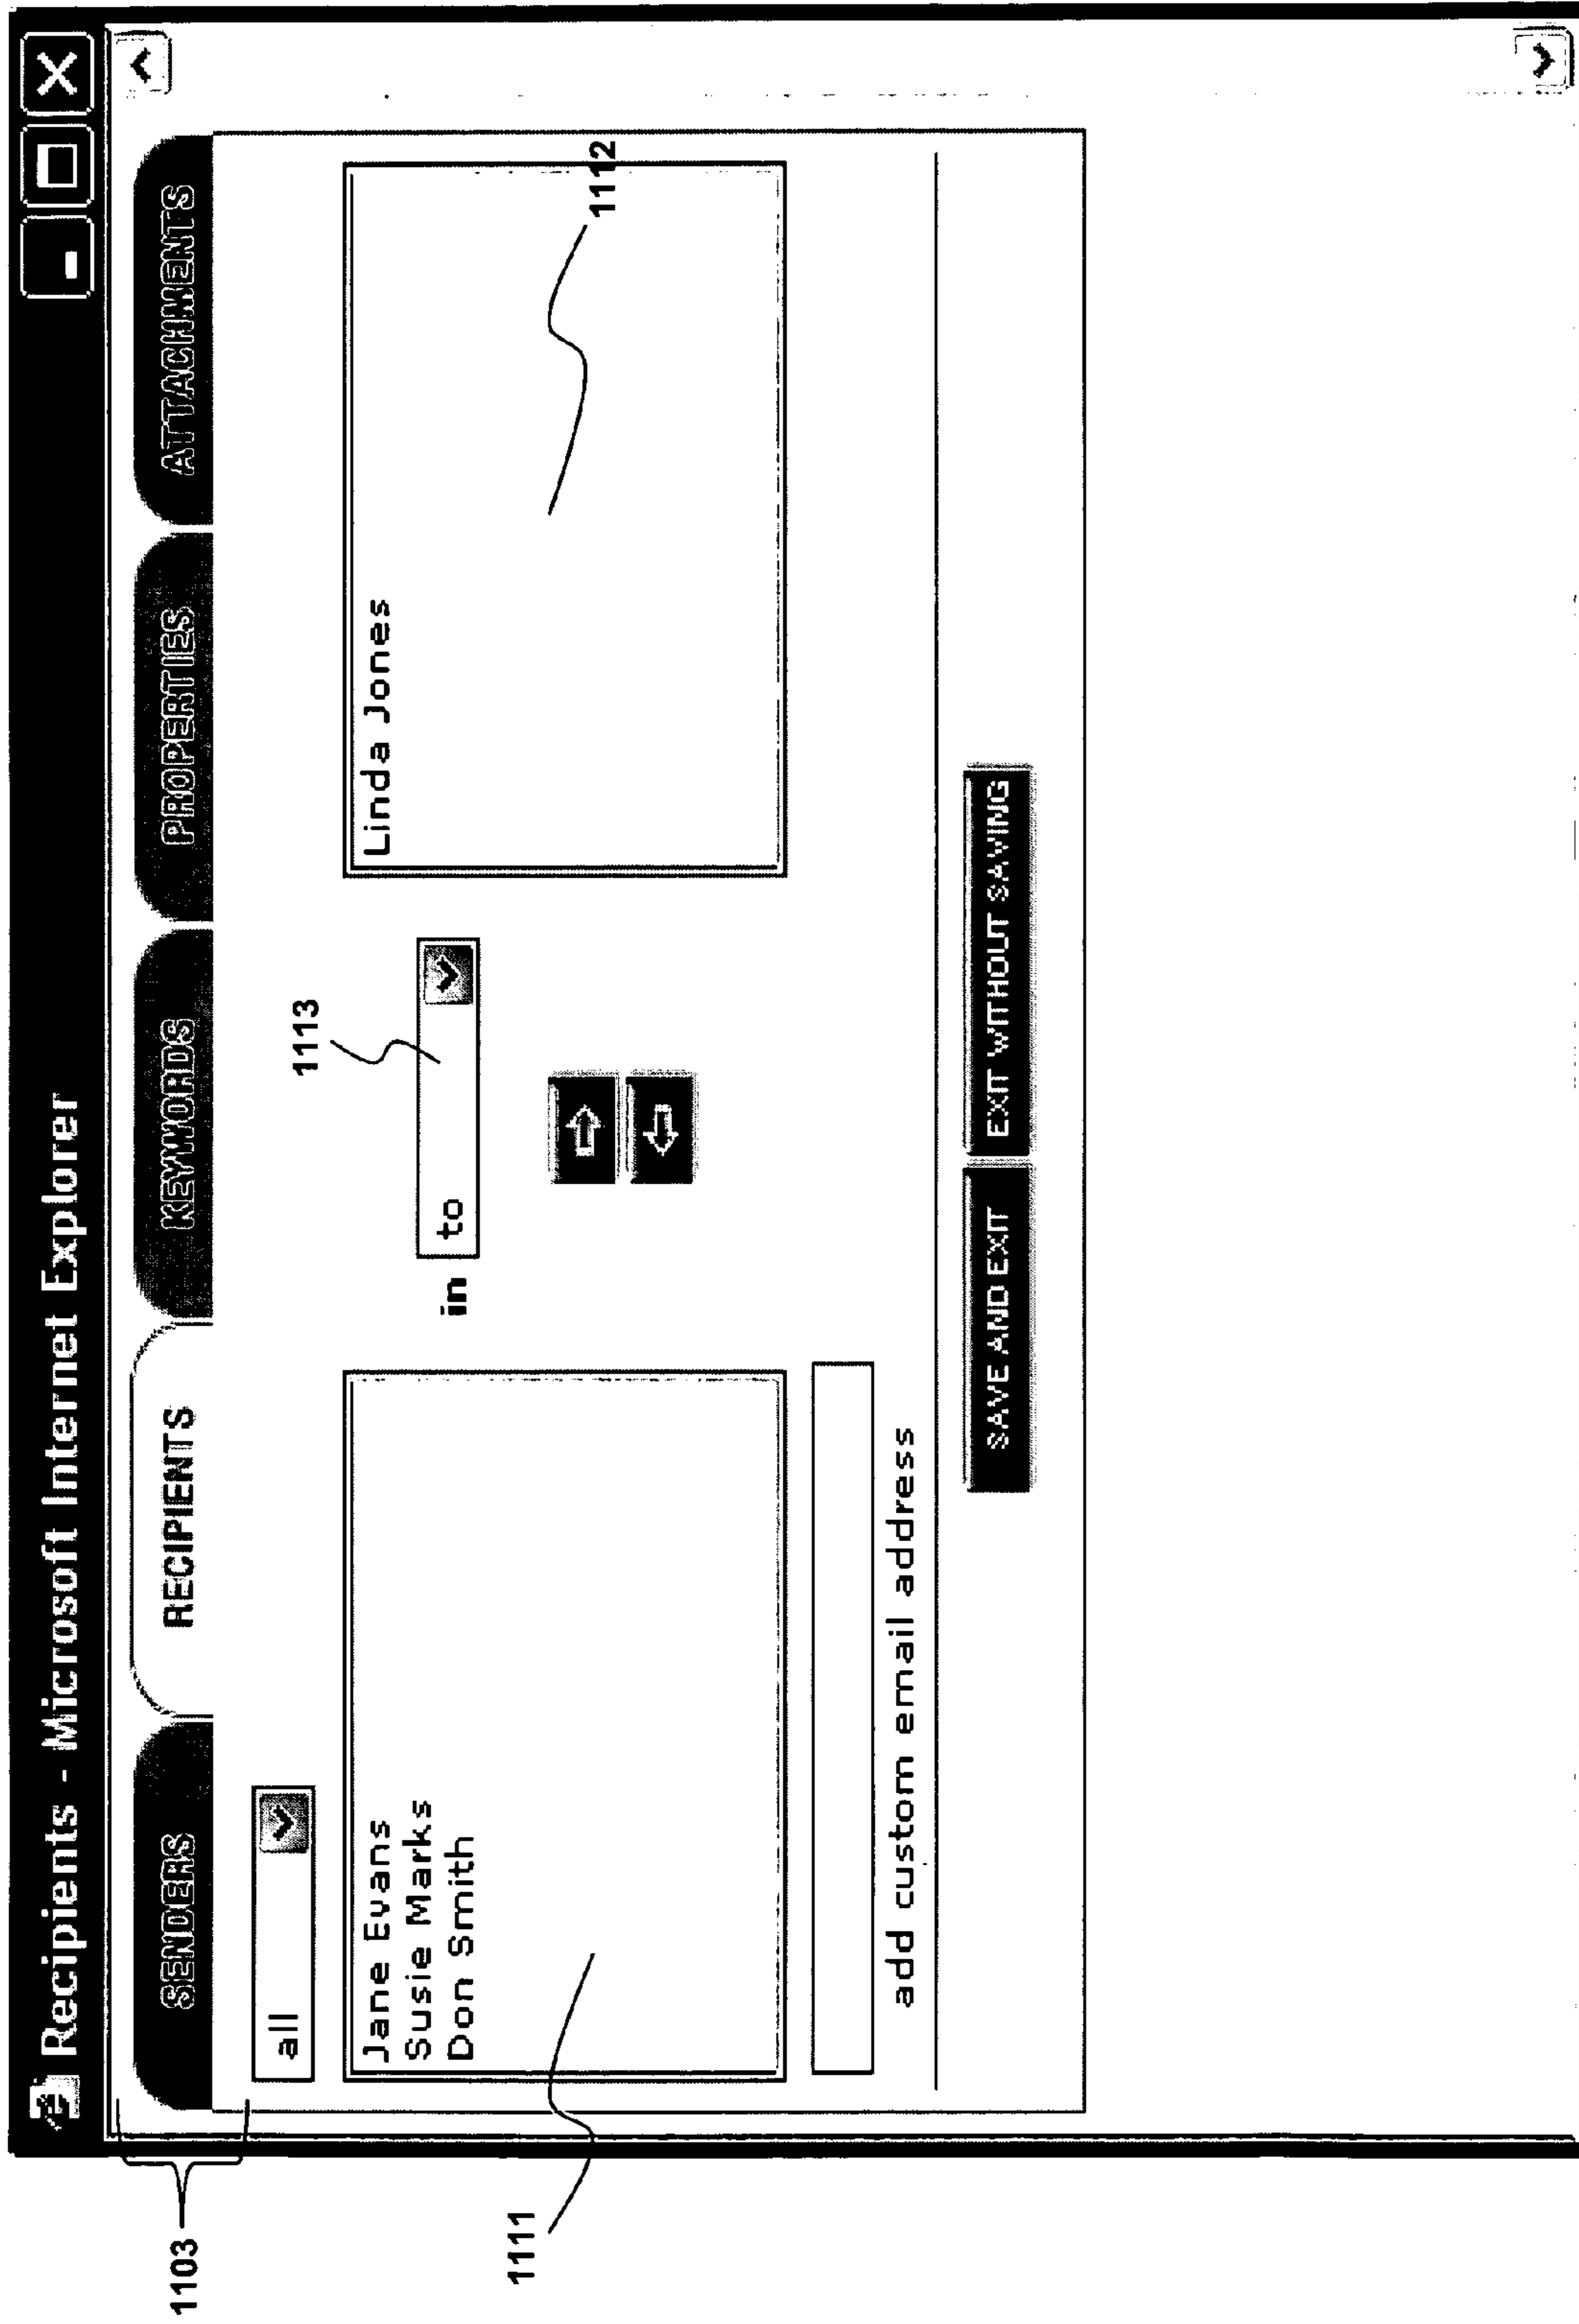 Recipients - Microsoft Internet Explorer
1103
SENDERS RECIPIENTS KEYWORDS PROPERTIES ATTACHMENTS
all
1113
Jane Evans
Susie Marks
Don Smith
in to
Linda Jones
1111
1112
add custom email address
SAVE AND EXIT EXIT WITHOUT SAVING